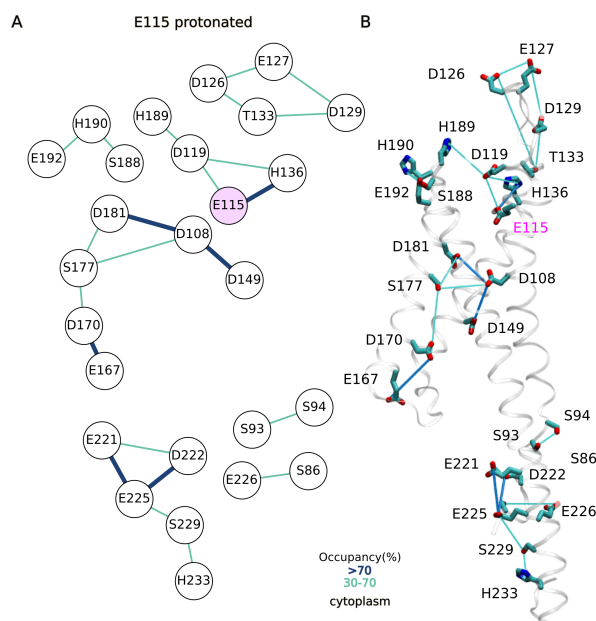 A
E115 protonated
E127
D126
T133
D129
H189
H190
E192
S188
D119
H136
E115
D181
D108
S177
D149
D170
E167
S94
S93
E221
D222
E226
S86
E225
S229
H233
Occupancy(%)
>70
30-70
cytoplasm
B
E127
D126
D129
H189
H190
D119
T133
E192
S188
H136
E115
D181
S177
D108
D149
D170
E167
S94
S93
S86
E221
D222
E225
E226
S229
H233